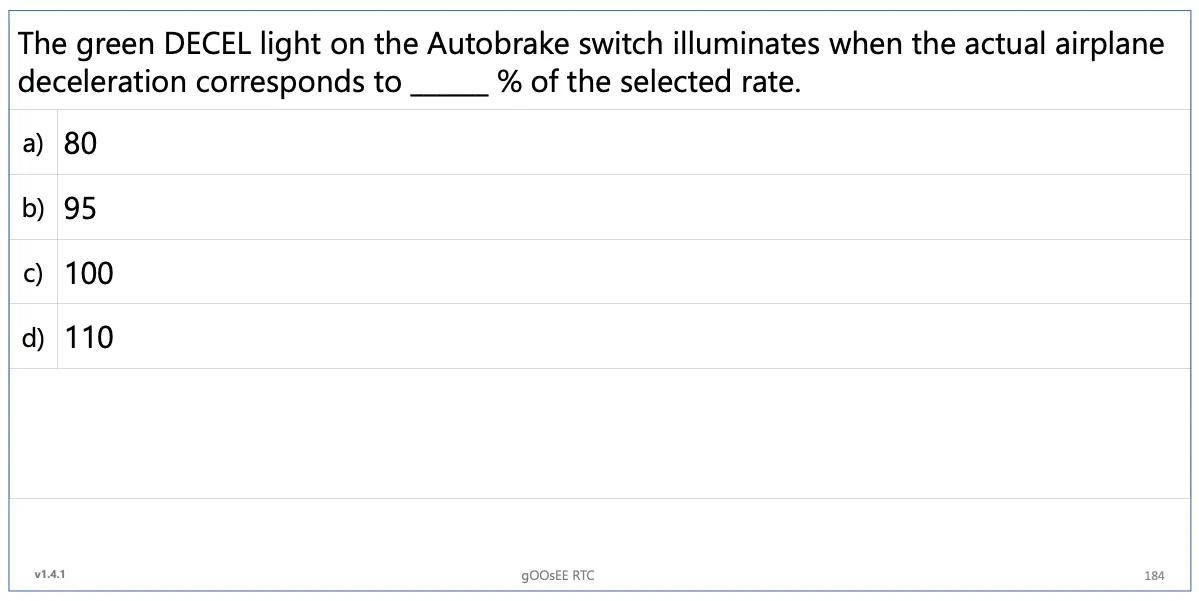 The green DECEL light on the Autobrake switch illuminates when the actual airplane
deceleration corresponds to _____ % of the selected rate.
a) 80
b) 95
c) 100
d) 110
v1.4.1 gOOsEE RTC 184